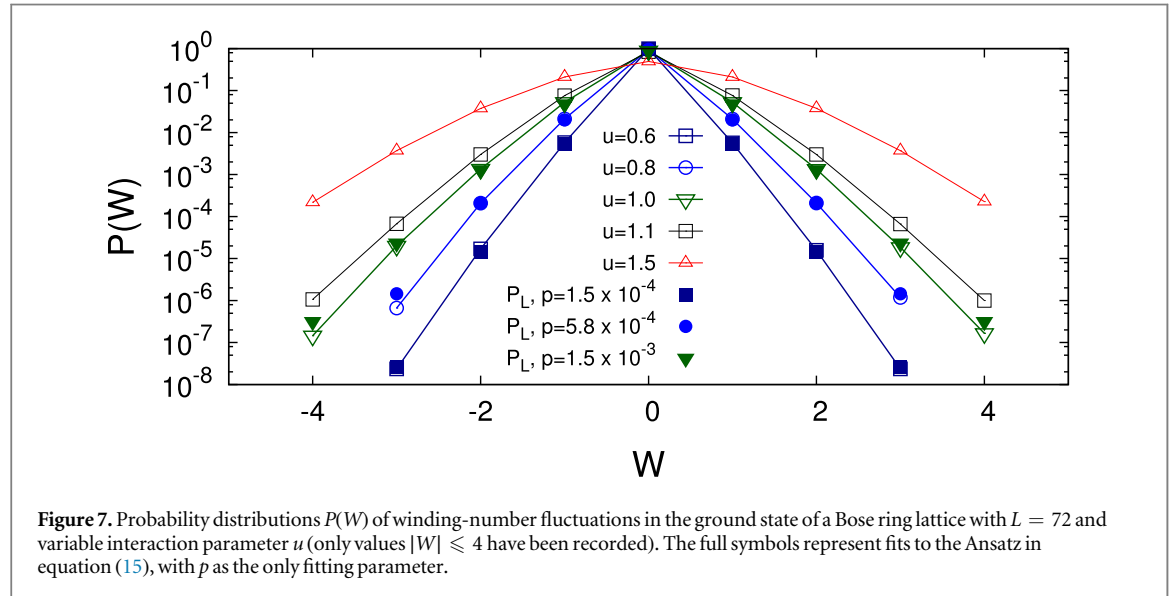 10⁰
10⁻¹
10⁻²
10⁻³
10⁻⁴
10⁻⁵
10⁻⁶
10⁻⁷
10⁻⁸
P(W)
u=0.6
u=0.8
u=1.0
u=1.1
u=1.5
P_L, p=1.5 x 10⁻⁴
P_L, p=5.8 x 10⁻⁴
P_L, p=1.5 x 10⁻³
-4 -2 0 2 4
W
Figure 7. Probability distributions P(W) of winding-number fluctuations in the ground state of a Bose ring lattice with L = 72 and
variable interaction parameter u (only values |W| ⩽ 4 have been recorded). The full symbols represent fits to the Ansatz in
equation (15), with p as the only fitting parameter.